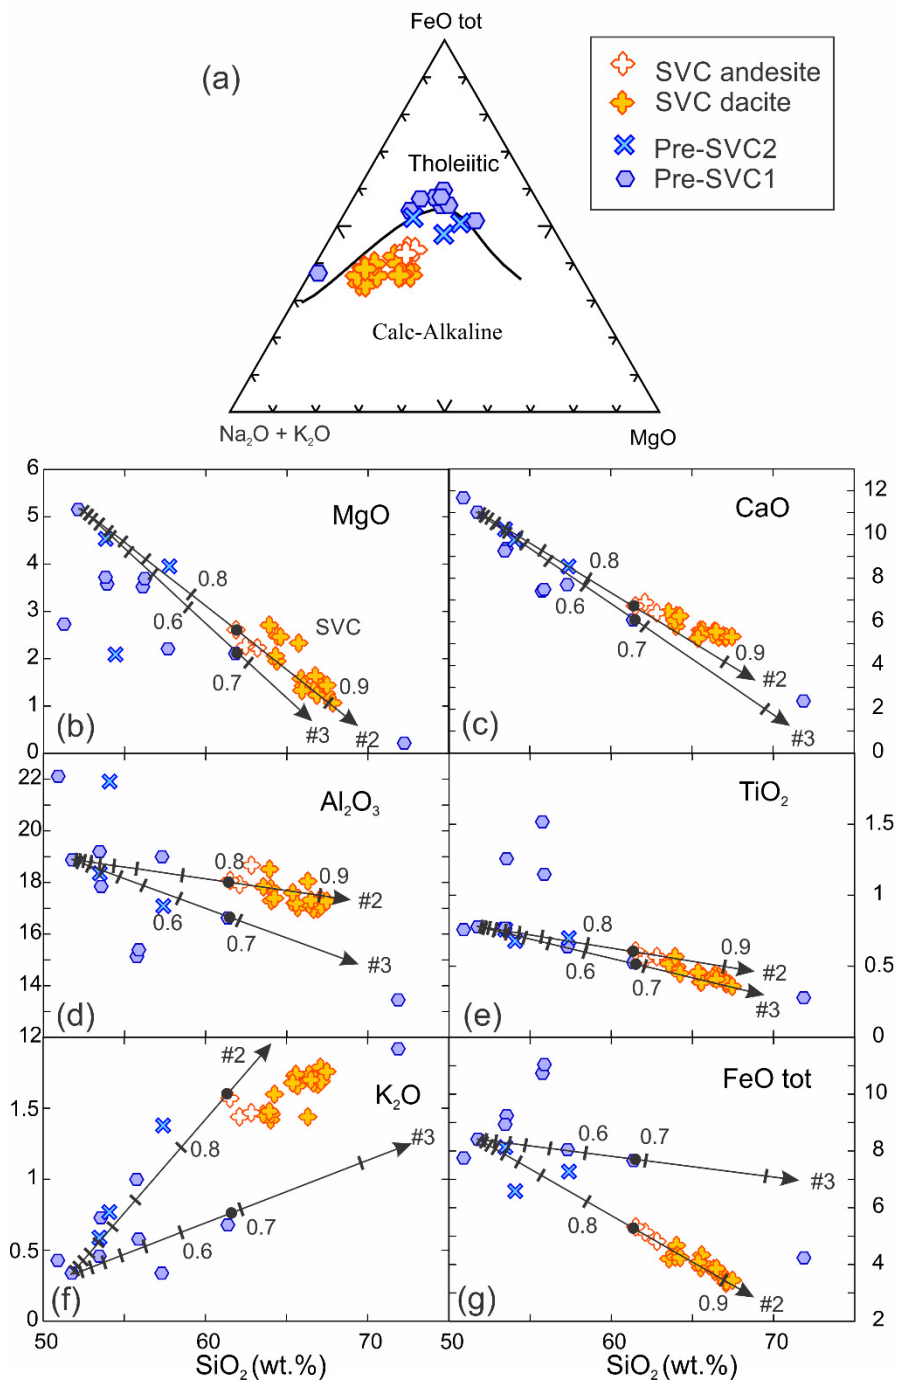 FeO tot
(a)
SVC andesite
SVC dacite
Pre-SVC2
Pre-SVC1
Tholeiitic
Calc-Alkaline
Na₂O + K₂O
MgO
6
5
4
3
2
1
0
MgO
0.8
0.6
SVC
0.7
0.9
#3
#2
(b)
12
10
8
6
4
2
0
CaO
0.8
0.6
0.7
0.9
#2
#3
(c)
22
20
18
16
14
12
Al₂O₃
0.8
0.9
#2
0.6
0.7
#3
(d)
1.5
1
0.5
0
TiO₂
0.8
0.9
#2
0.6
0.7
#3
(e)
1.5
1
0.5
0
#2
K₂O
0.8
#3
0.7
0.6
(f)
10
8
6
4
2
FeO tot
0.6
0.7
#3
0.8
0.9
#2
(g)
50
60
70
50
60
70
SiO₂ (wt.%)
SiO₂ (wt.%)